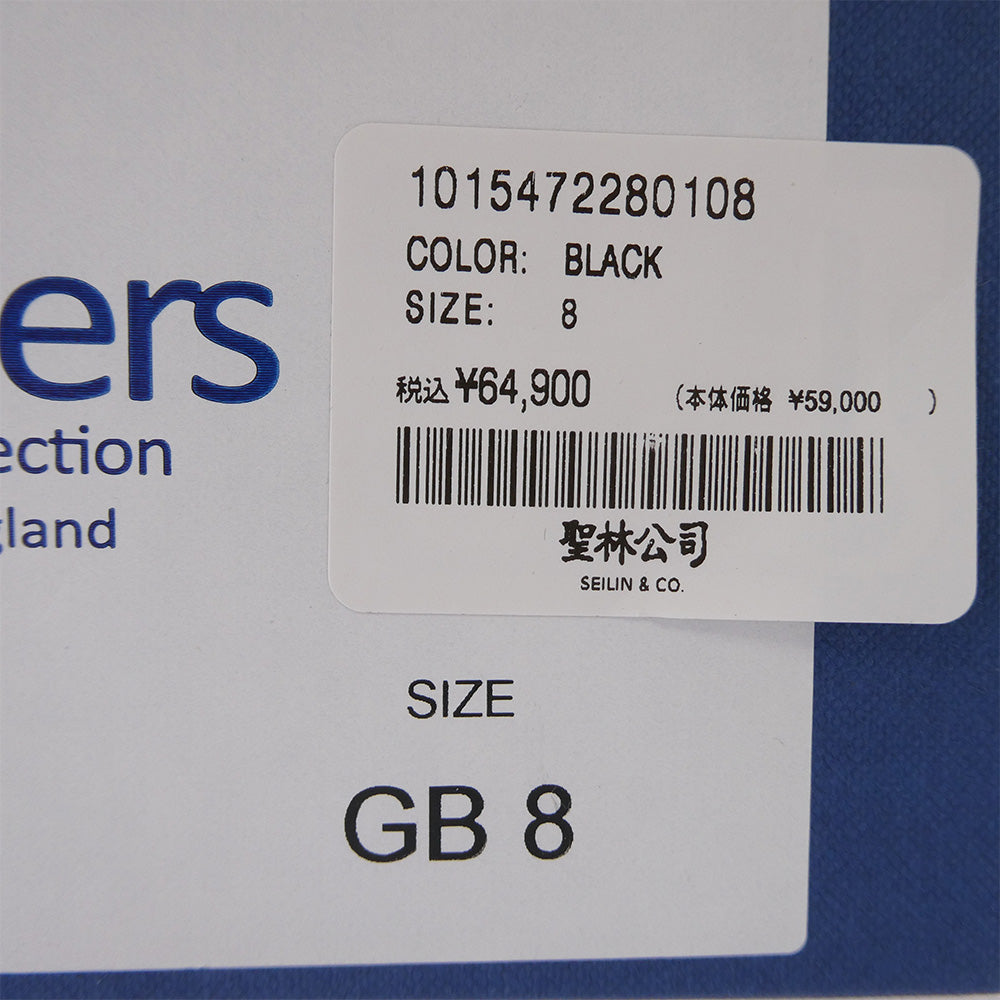 1015472280108
COLOR: BLACK
SIZE: 8
税込 ¥64,900 (本体価格 ¥59,000 )
聖林公司
SEILIN & CO.
ers
ection
gland
SIZE
GB 8